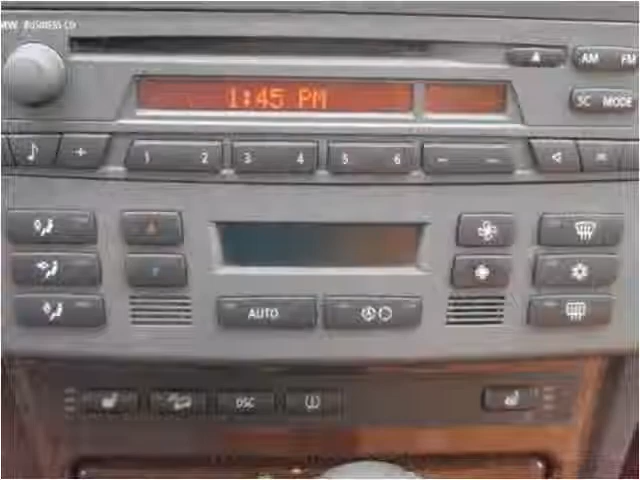 BMW BUSINESS CD
AM FM
1:45 PM
SC MODE
1 2 3 4 5 6
AUTO
DSC